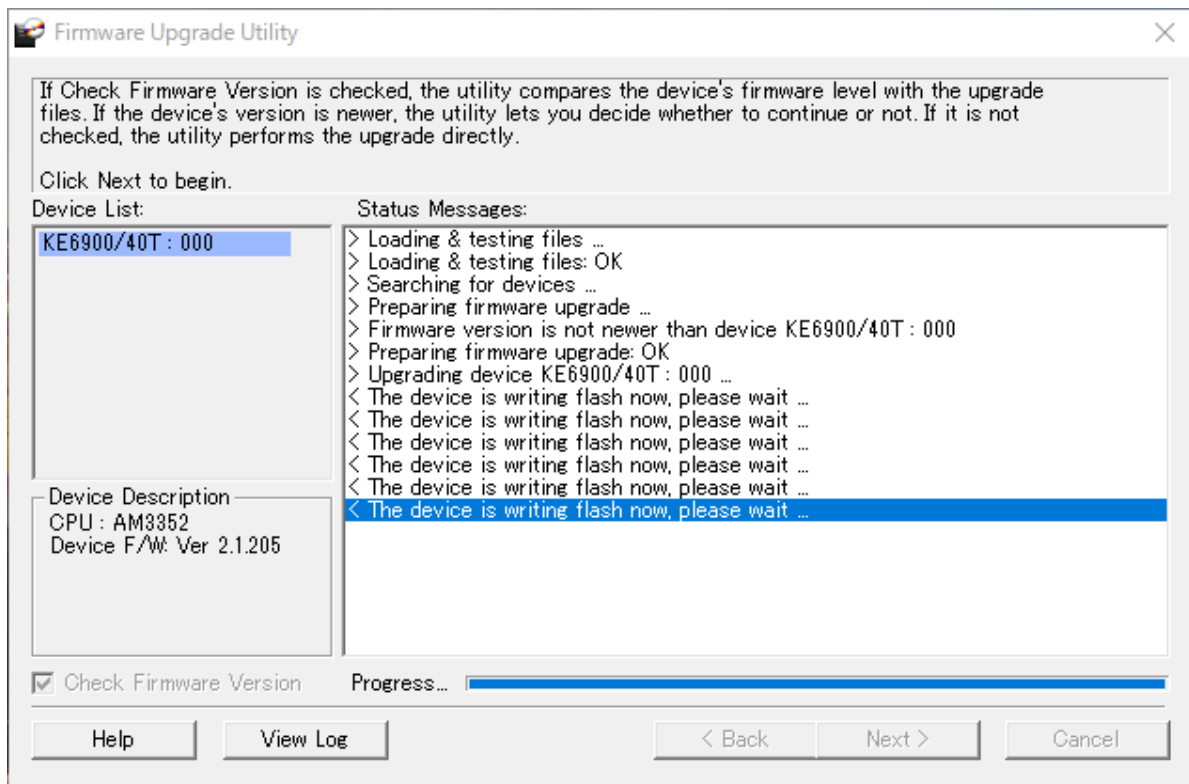 Firmware Upgrade Utility
If Check Firmware Version is checked, the utility compares the device's firmware level with the upgrade
files. If the device's version is newer, the utility lets you decide whether to continue or not. If it is not
checked, the utility performs the upgrade directly.
Click Next to begin.
Device List:
KE6900/40T : 000
Status Messages:
> Loading & testing files ...
> Loading & testing files: OK
> Searching for devices ...
> Preparing firmware upgrade ...
> Firmware version is not newer than device KE6900/40T : 000
> Preparing firmware upgrade: OK
> Upgrading device KE6900/40T : 000 ...
< The device is writing flash now, please wait ...
< The device is writing flash now, please wait ...
< The device is writing flash now, please wait ...
< The device is writing flash now, please wait ...
< The device is writing flash now, please wait ...
< The device is writing flash now, please wait ...
Device Description
CPU : AM3352
Device F/W: Ver 2.1.205
Check Firmware Version
Progress...
Help
View Log
< Back
Next >
Cancel